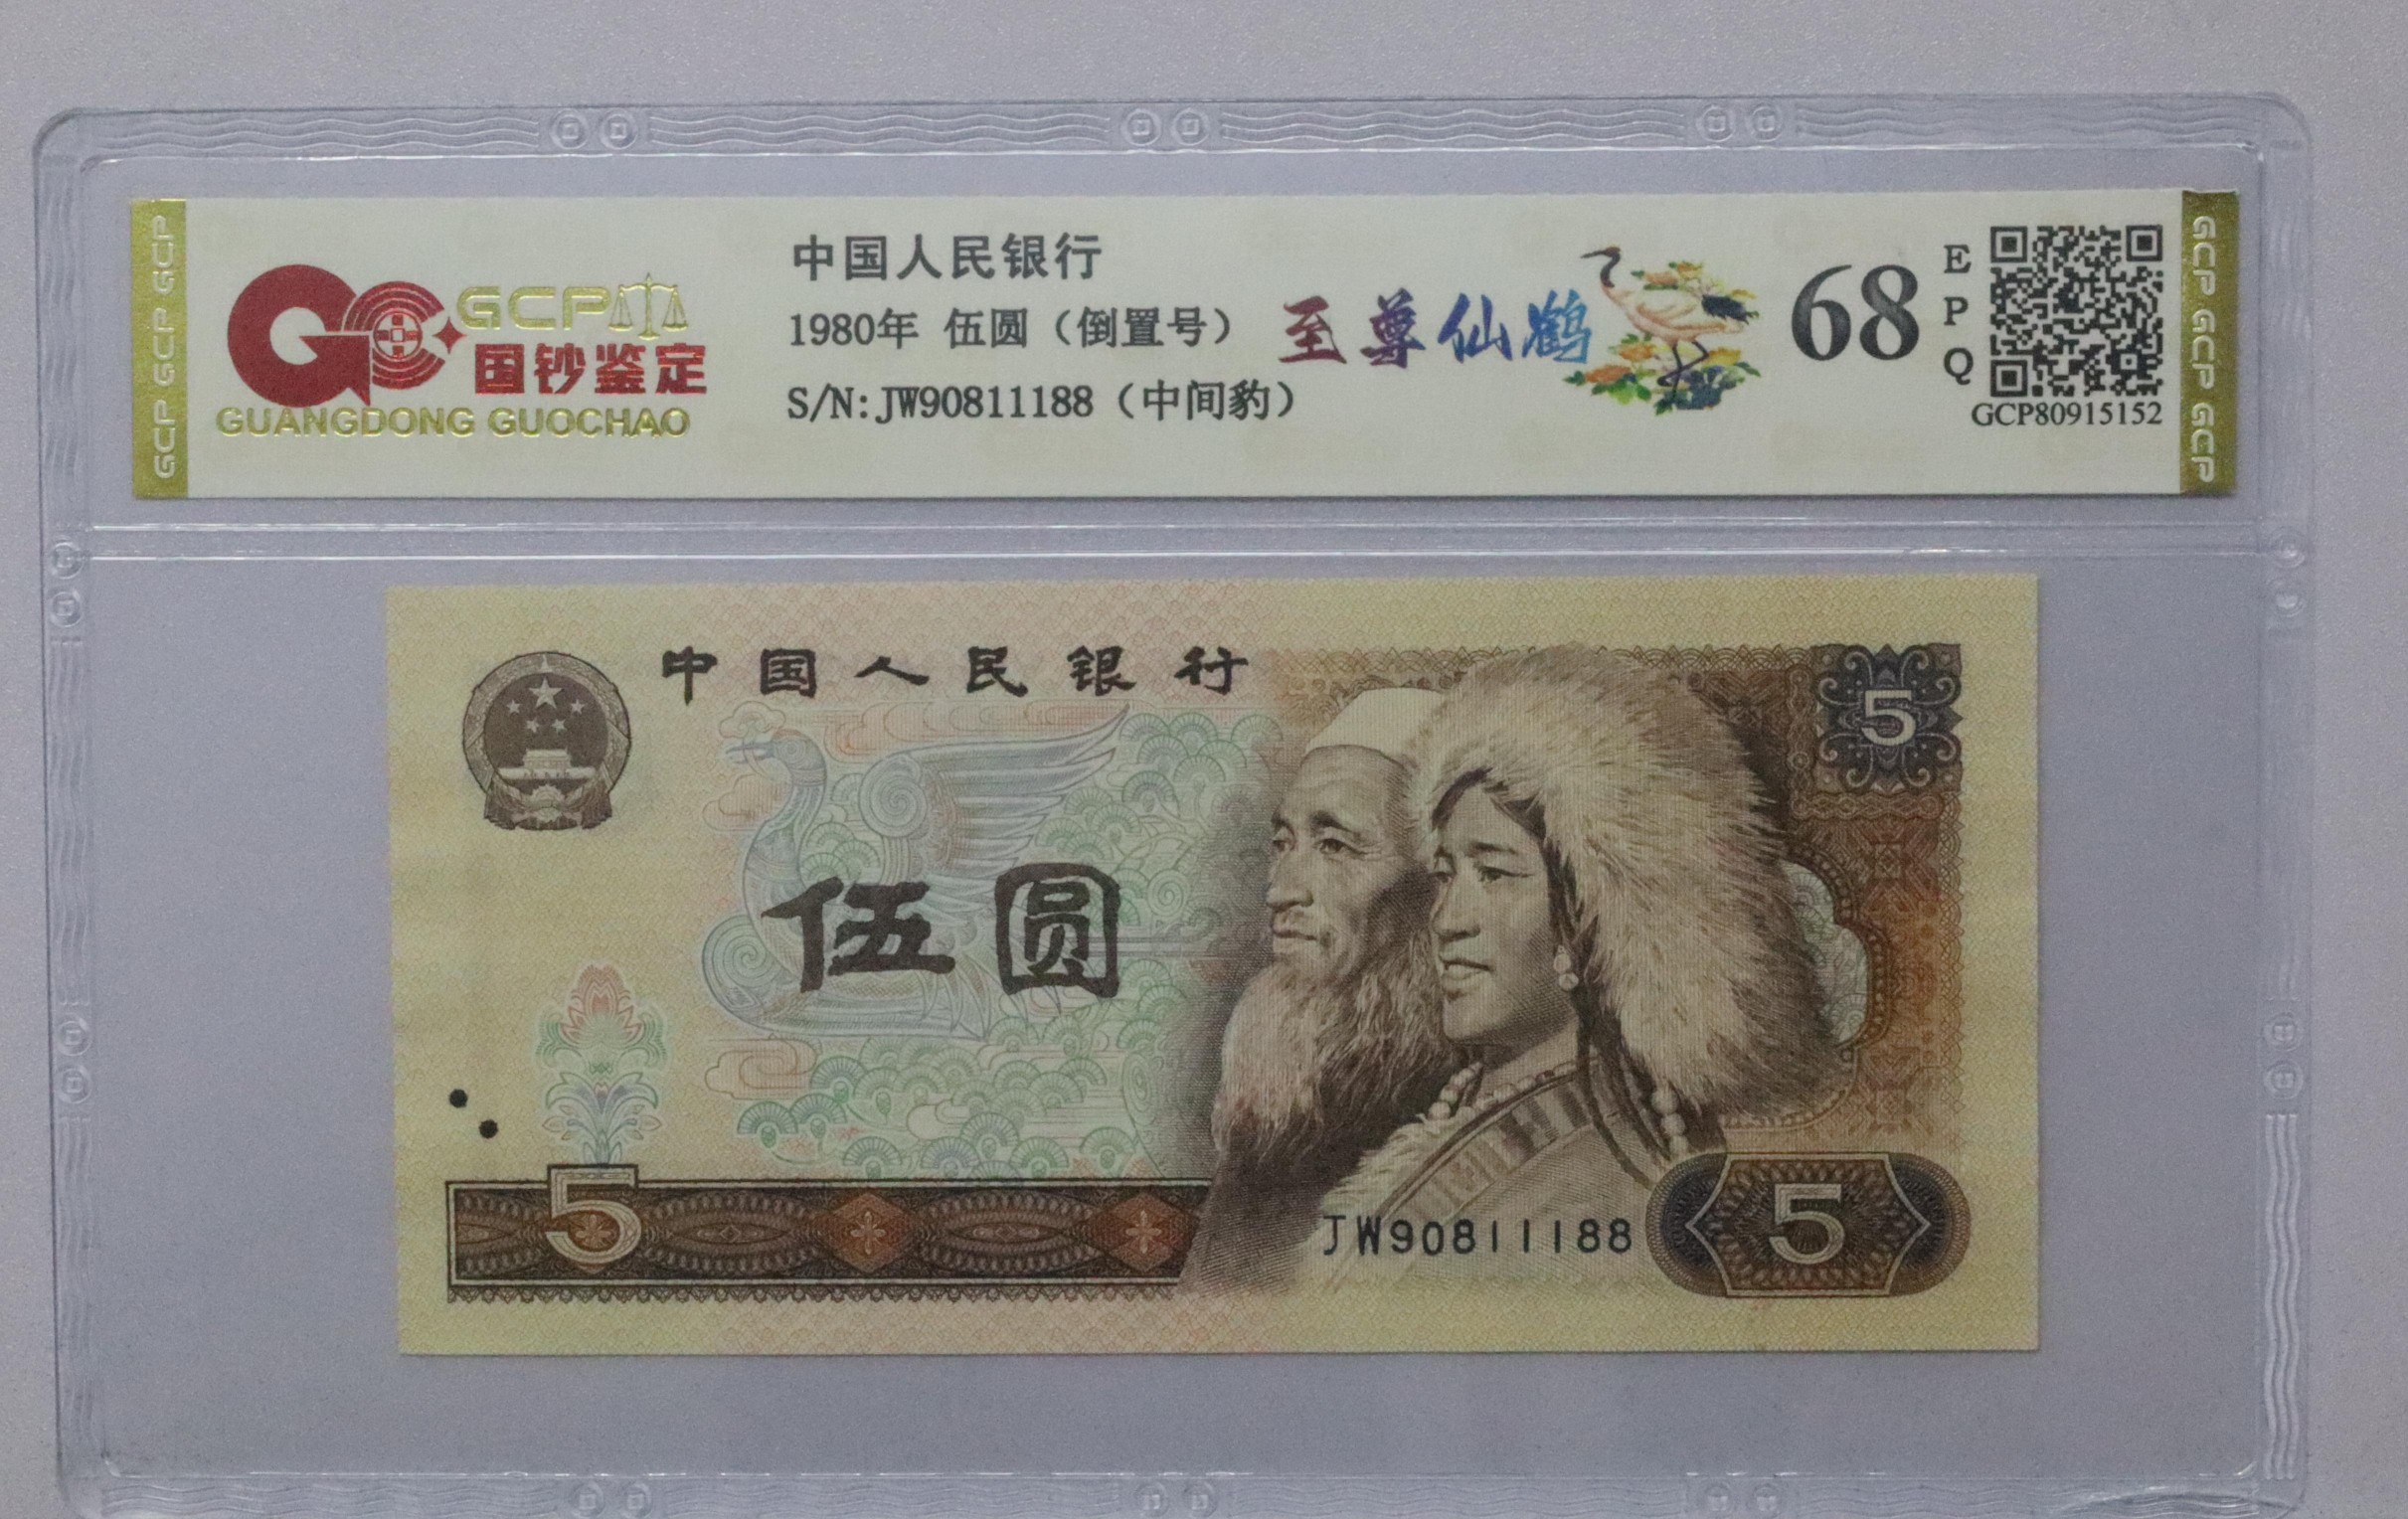 GCP GCP GCP
GCP
国钞鉴定
GUANGDONG GUOCHAO
中国人民银行
1980年 伍圆（倒置号）
S/N:JW90811188（中间豹）
至尊仙鹤
68
EPQ
GCP80915152
GCP GCP GCP
中国人民银行
5
伍圆
5
JW90811188
5